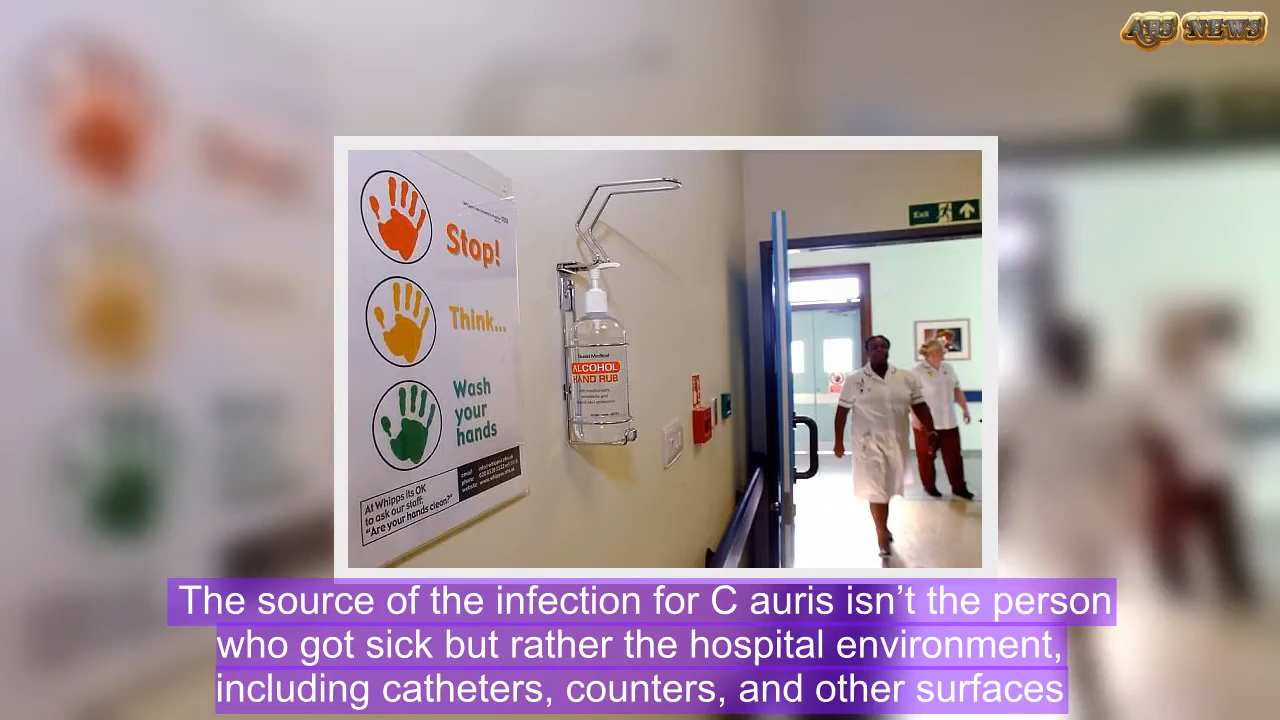 ABS NEWS
Exit
Stop!
Think...
Wash
your
hands
ALCOHOL
HAND RUB
At Whipps its OK
to ask our staff:
"Are your hands clean?"
The source of the infection for C auris isn’t the person
who got sick but rather the hospital environment,
including catheters, counters, and other surfaces